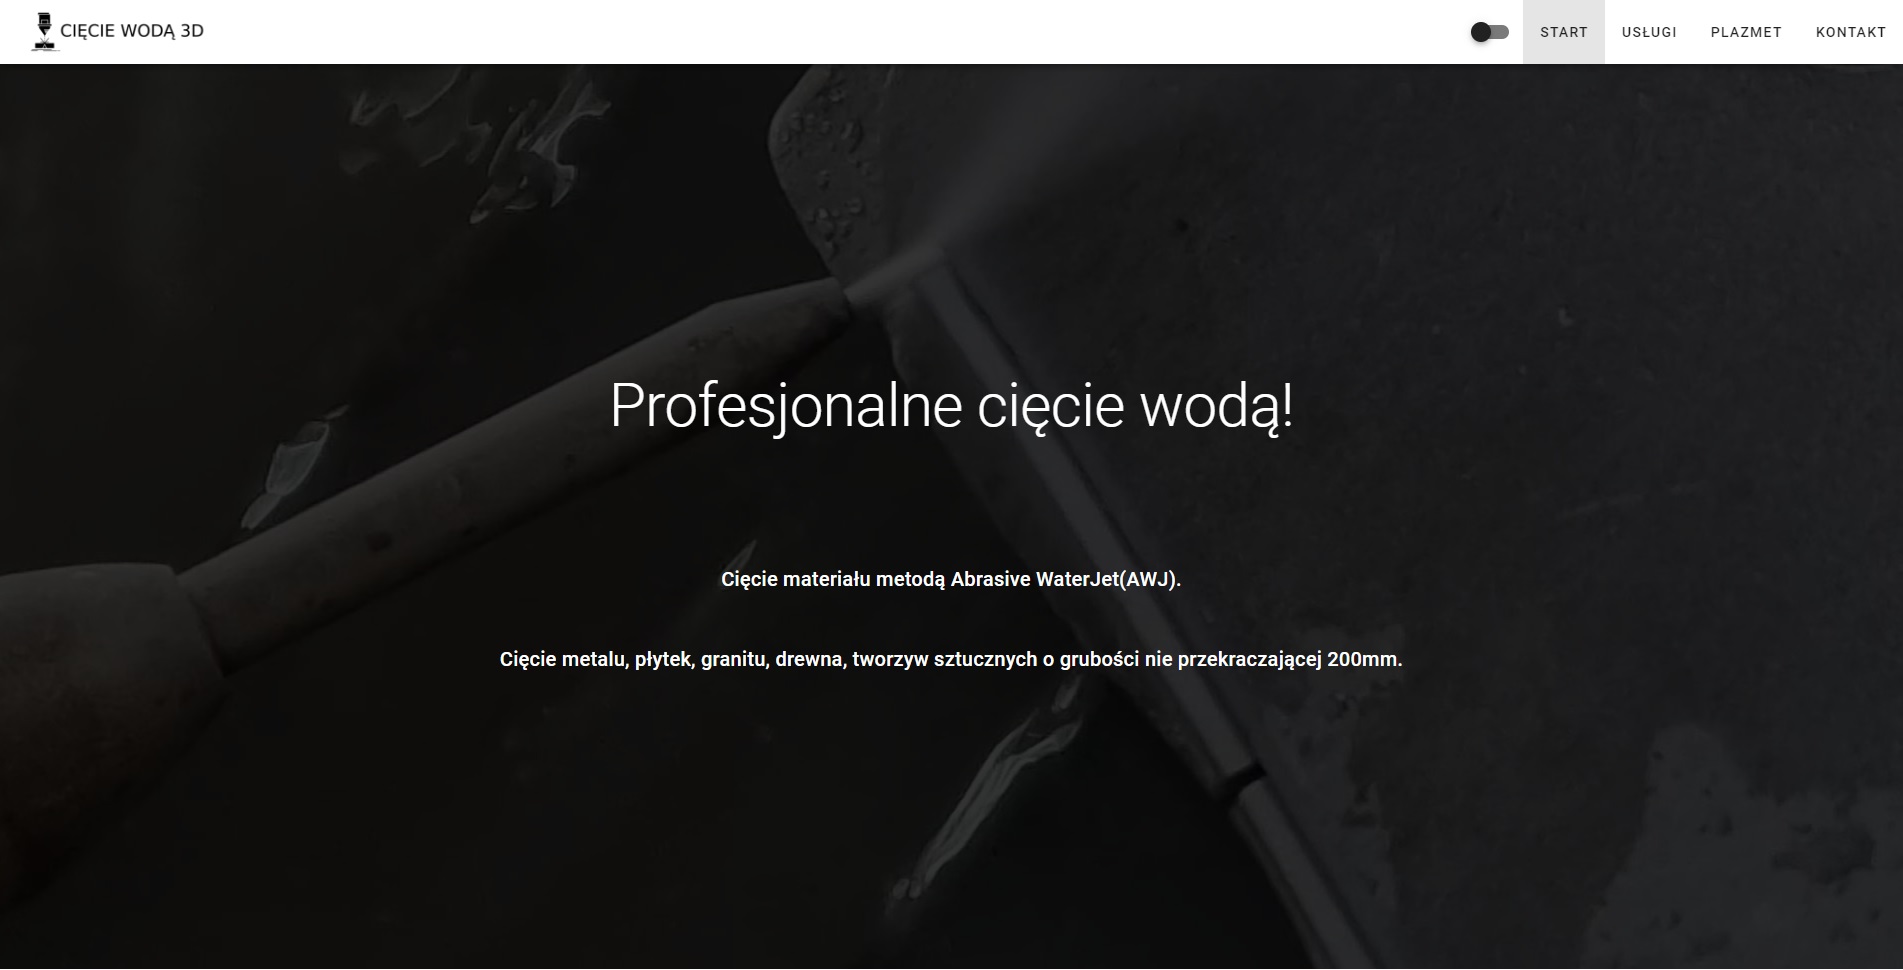 CIĘCIE WODĄ 3D
START
USŁUGI
PLAZMET
KONTAKT
Profesjonalne cięcie wodą!
Cięcie materiału metodą Abrasive WaterJet(AWJ).
Cięcie metalu, płytek, granitu, drewna, tworzyw sztucznych o grubości nie przekraczającej 200mm.